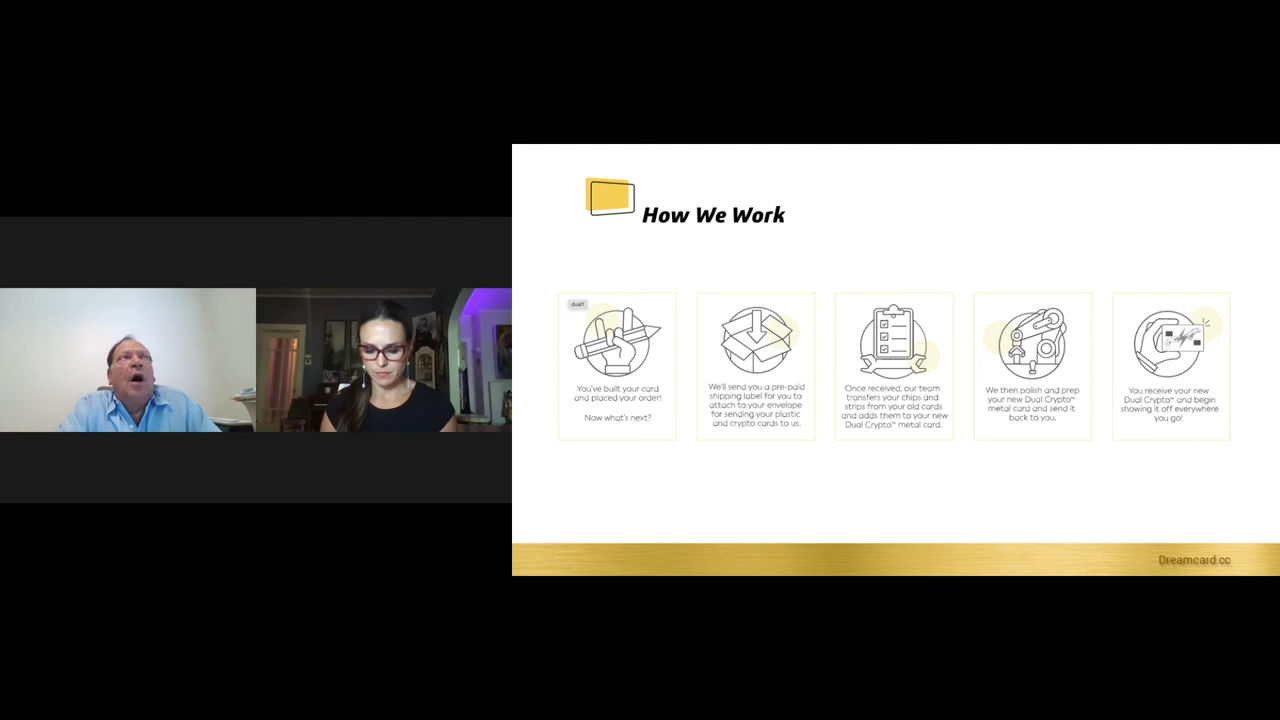 How We Work
dual1
You've built your card
and placed your order!
Now what's next?
We'll send you a pre-paid
shipping label for you to
attach to your envelope
for sending your plastic
and crypto cards to us.
Once received, our team
transfers your chips and
strips from your old cards
and adds them to your new
Dual Crypto™ metal card.
We then polish and prep
your new Dual Crypto™
metal card and send it
back to you.
You receive your new
Dual Crypto™ and begin
showing it off everywhere
you go!
Dreamcard.cc